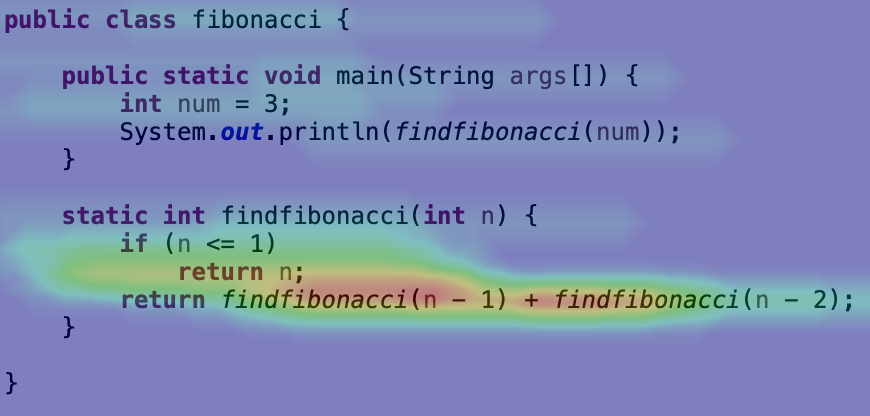 public class fibonacci {
public static void main(String args[]) {
int num = 3;
System.out.println(findfibonacci(num));
}
static int findfibonacci(int n) {
if (n <= 1)
return n;
return findfibonacci(n - 1) + findfibonacci(n - 2);
}
}